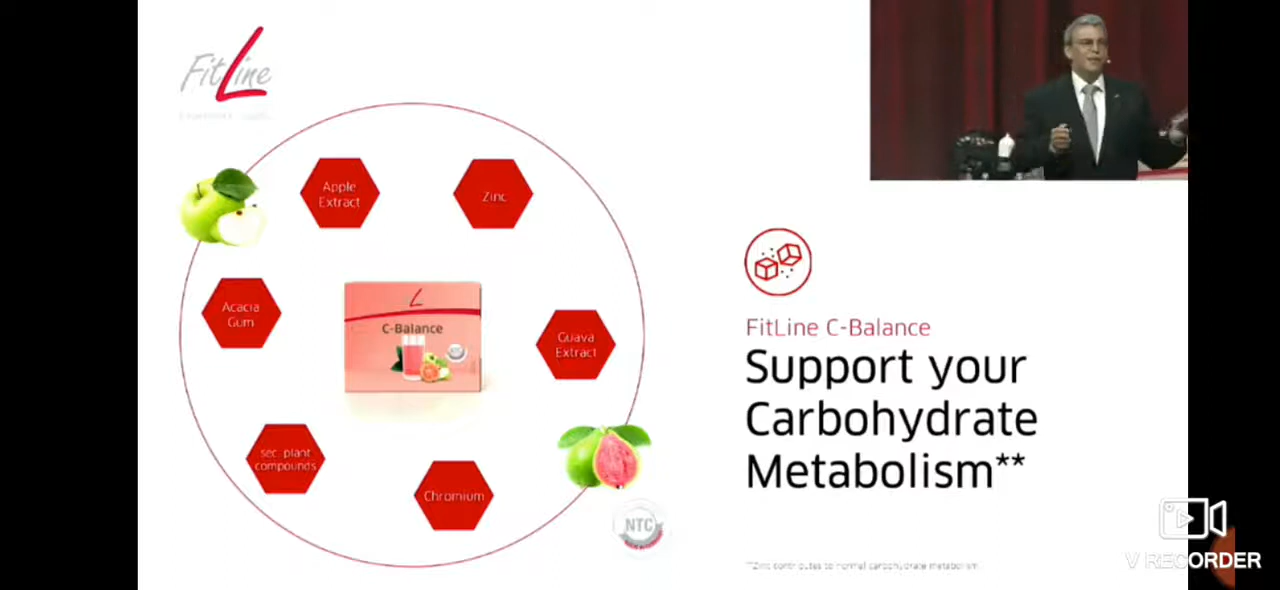 FitLine
Apple
Extract
Zinc
Acacia
Gum
C-Balance
Guava
Extract
sec. plant
compounds
Chromium
NTC
FitLine C-Balance
Support your
Carbohydrate
Metabolism**
**Zinc contributes to normal carbohydrate metabolism.
V RECORDER